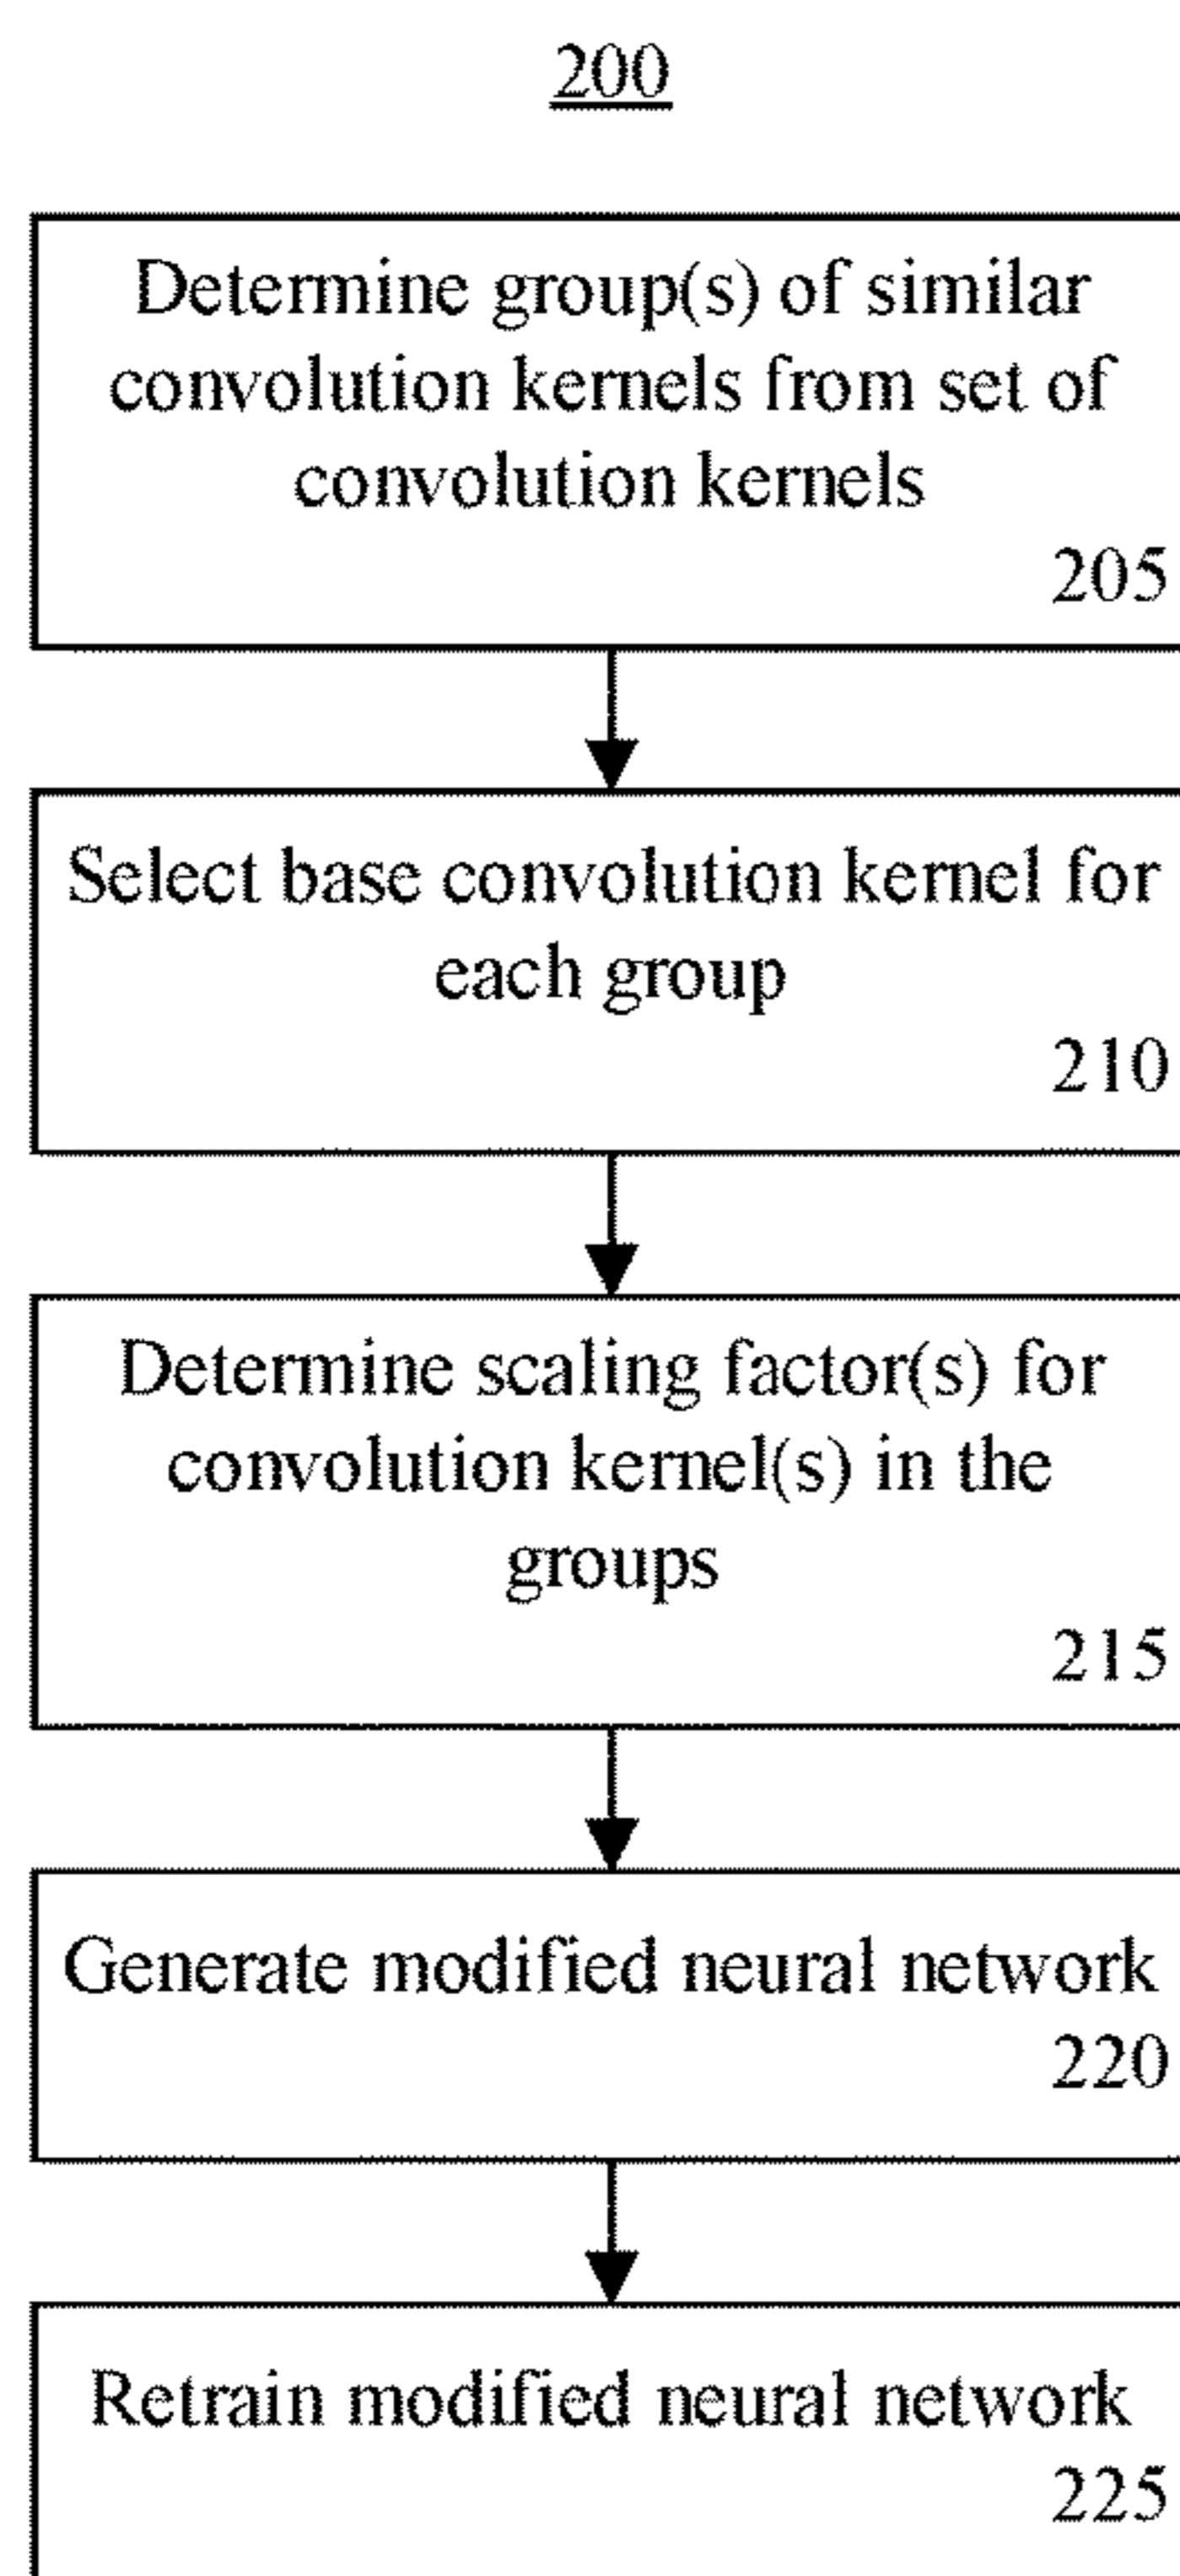 200
Determine group(s) of similar
convolution kernels from set of
convolution kernels
205
Select base convolution kernel for
each group
210
Determine scaling factor(s) for
convolution kernel(s) in the
groups
215
Generate modified neural network
220
Retrain modified neural network
225